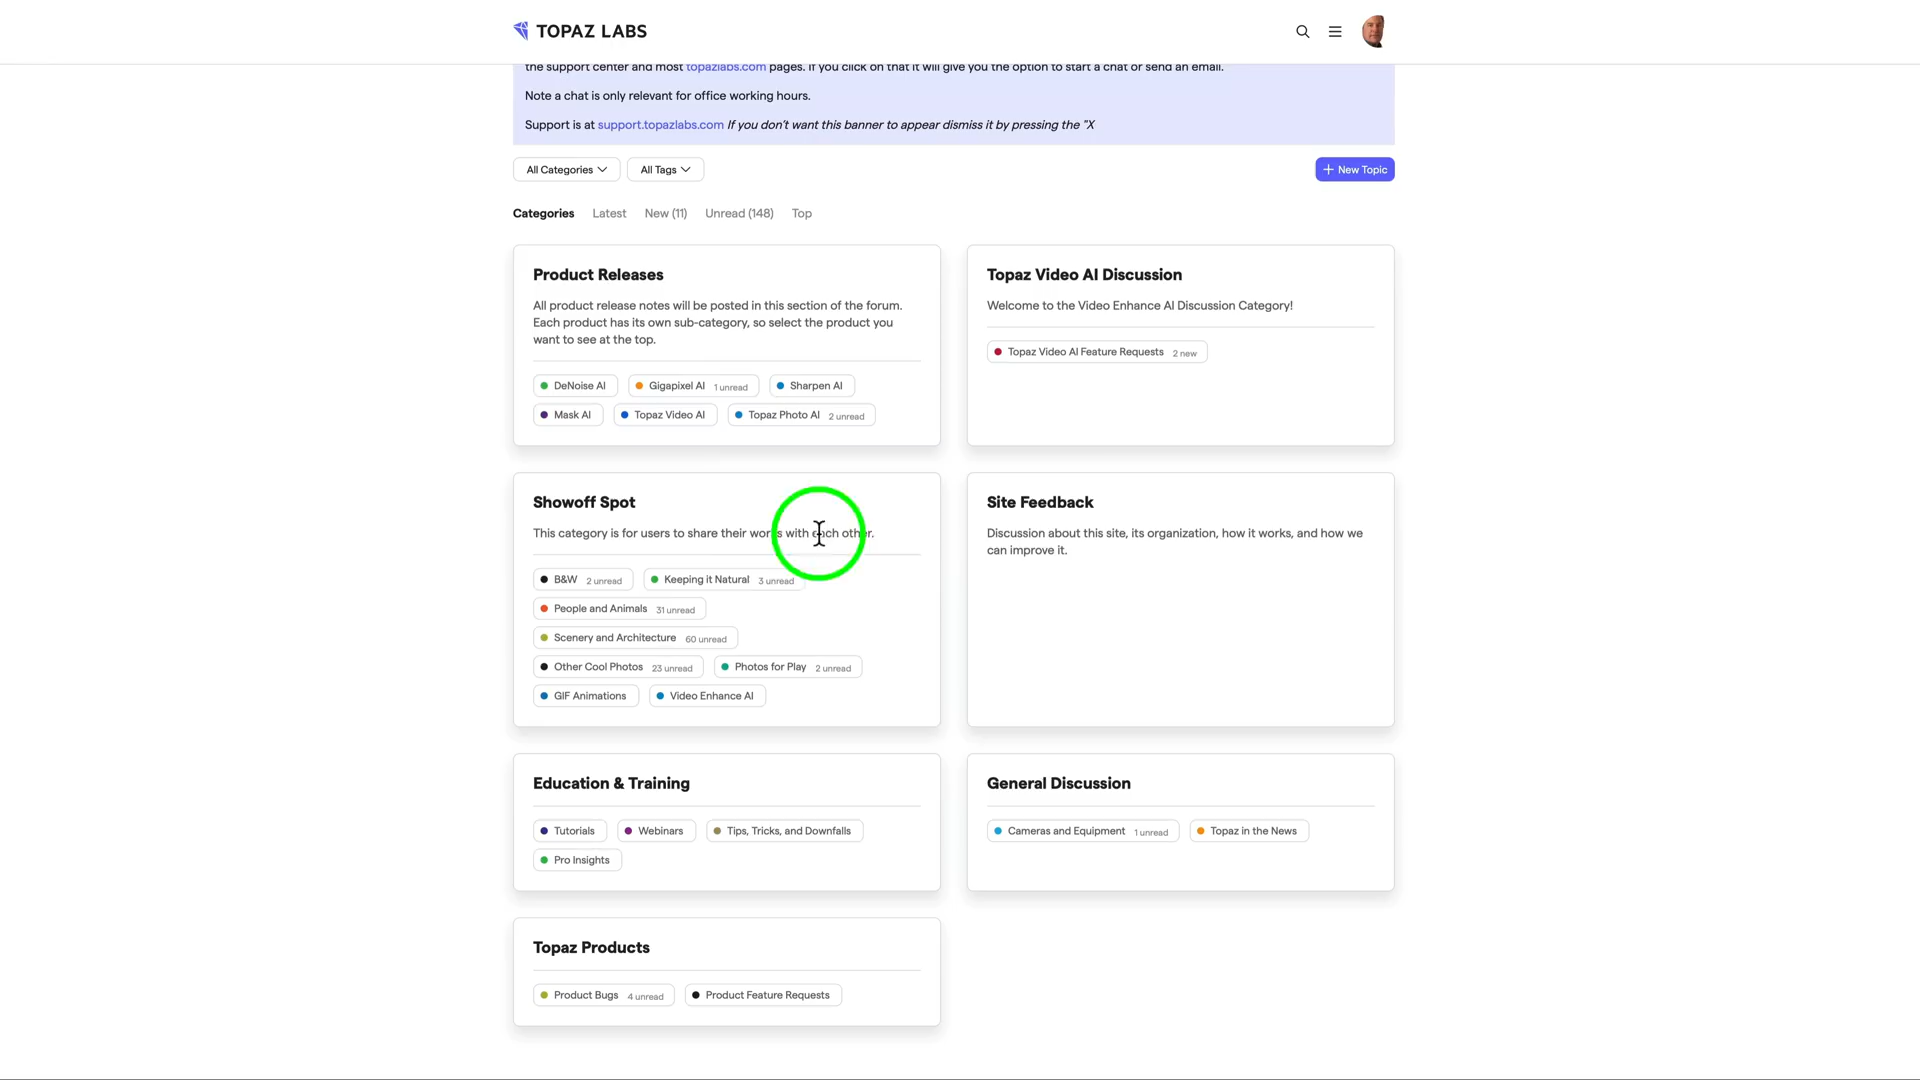 TOPAZ LABS
the support center and most topazlabs.com pages. If you click on that it will give you the option to start a chat or send an email.
Note a chat is only relevant for office working hours.
Support is at support.topazlabs.com If you don't want this banner to appear dismiss it by pressing the "X
All Categories
All Tags
+ New Topic
Categories
Latest
New (11)
Unread (148)
Top
Product Releases
All product release notes will be posted in this section of the forum.
Each product has its own sub-category, so select the product you
want to see at the top.
DeNoise AI
Gigapixel AI 1 unread
Sharpen AI
Mask AI
Topaz Video AI
Topaz Photo AI 2 unread
Topaz Video AI Discussion
Welcome to the Video Enhance AI Discussion Category!
Topaz Video AI Feature Requests 2 new
Showoff Spot
This category is for users to share their works with each other.
B&W 2 unread
Keeping it Natural 3 unread
People and Animals 31 unread
Scenery and Architecture 60 unread
Other Cool Photos 23 unread
Photos for Play 2 unread
GIF Animations
Video Enhance AI
Site Feedback
Discussion about this site, its organization, how it works, and how we
can improve it.
Education & Training
Tutorials
Webinars
Tips, Tricks, and Downfalls
Pro Insights
General Discussion
Cameras and Equipment 1 unread
Topaz in the News
Topaz Products
Product Bugs 4 unread
Product Feature Requests